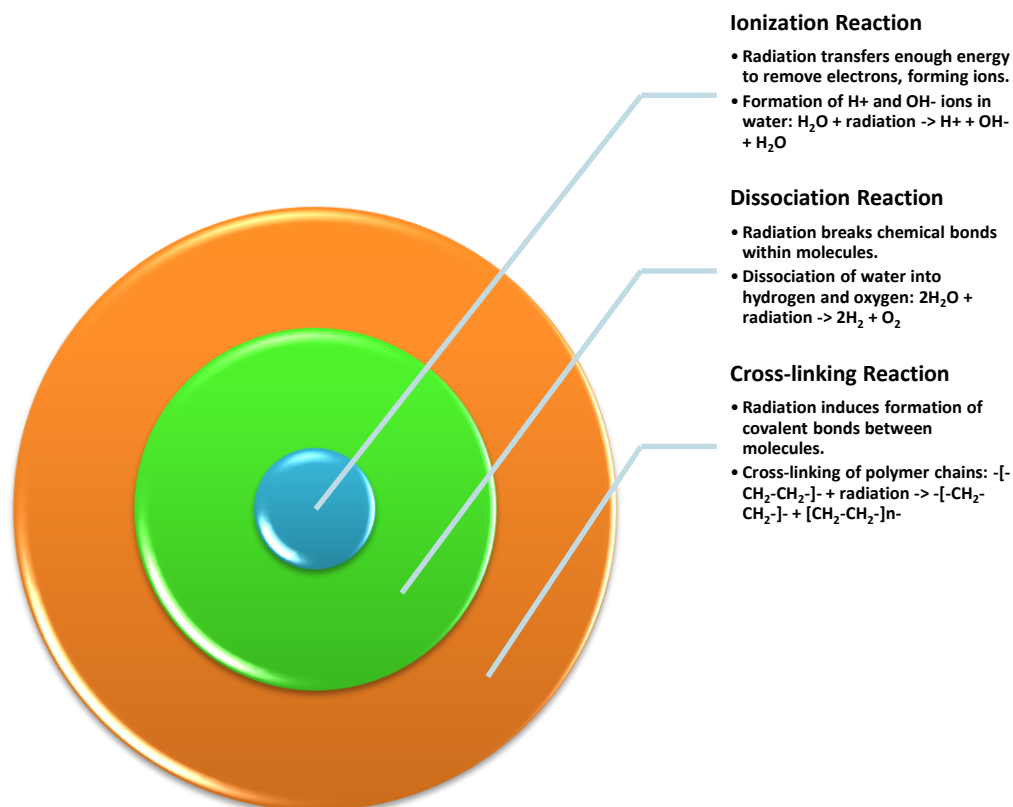 Ionization Reaction
• Radiation transfers enough energy
to remove electrons, forming ions.
• Formation of H+ and OH- ions in
water: H₂O + radiation -> H+ + OH-
+ H₂O
Dissociation Reaction
• Radiation breaks chemical bonds
within molecules.
• Dissociation of water into
hydrogen and oxygen: 2H₂O +
radiation -> 2H₂ + O₂
Cross-linking Reaction
• Radiation induces formation of
covalent bonds between
molecules.
• Cross-linking of polymer chains: -[-
CH₂-CH₂-]- + radiation -> -[-CH₂-
CH₂-]- + [CH₂-CH₂-]n-